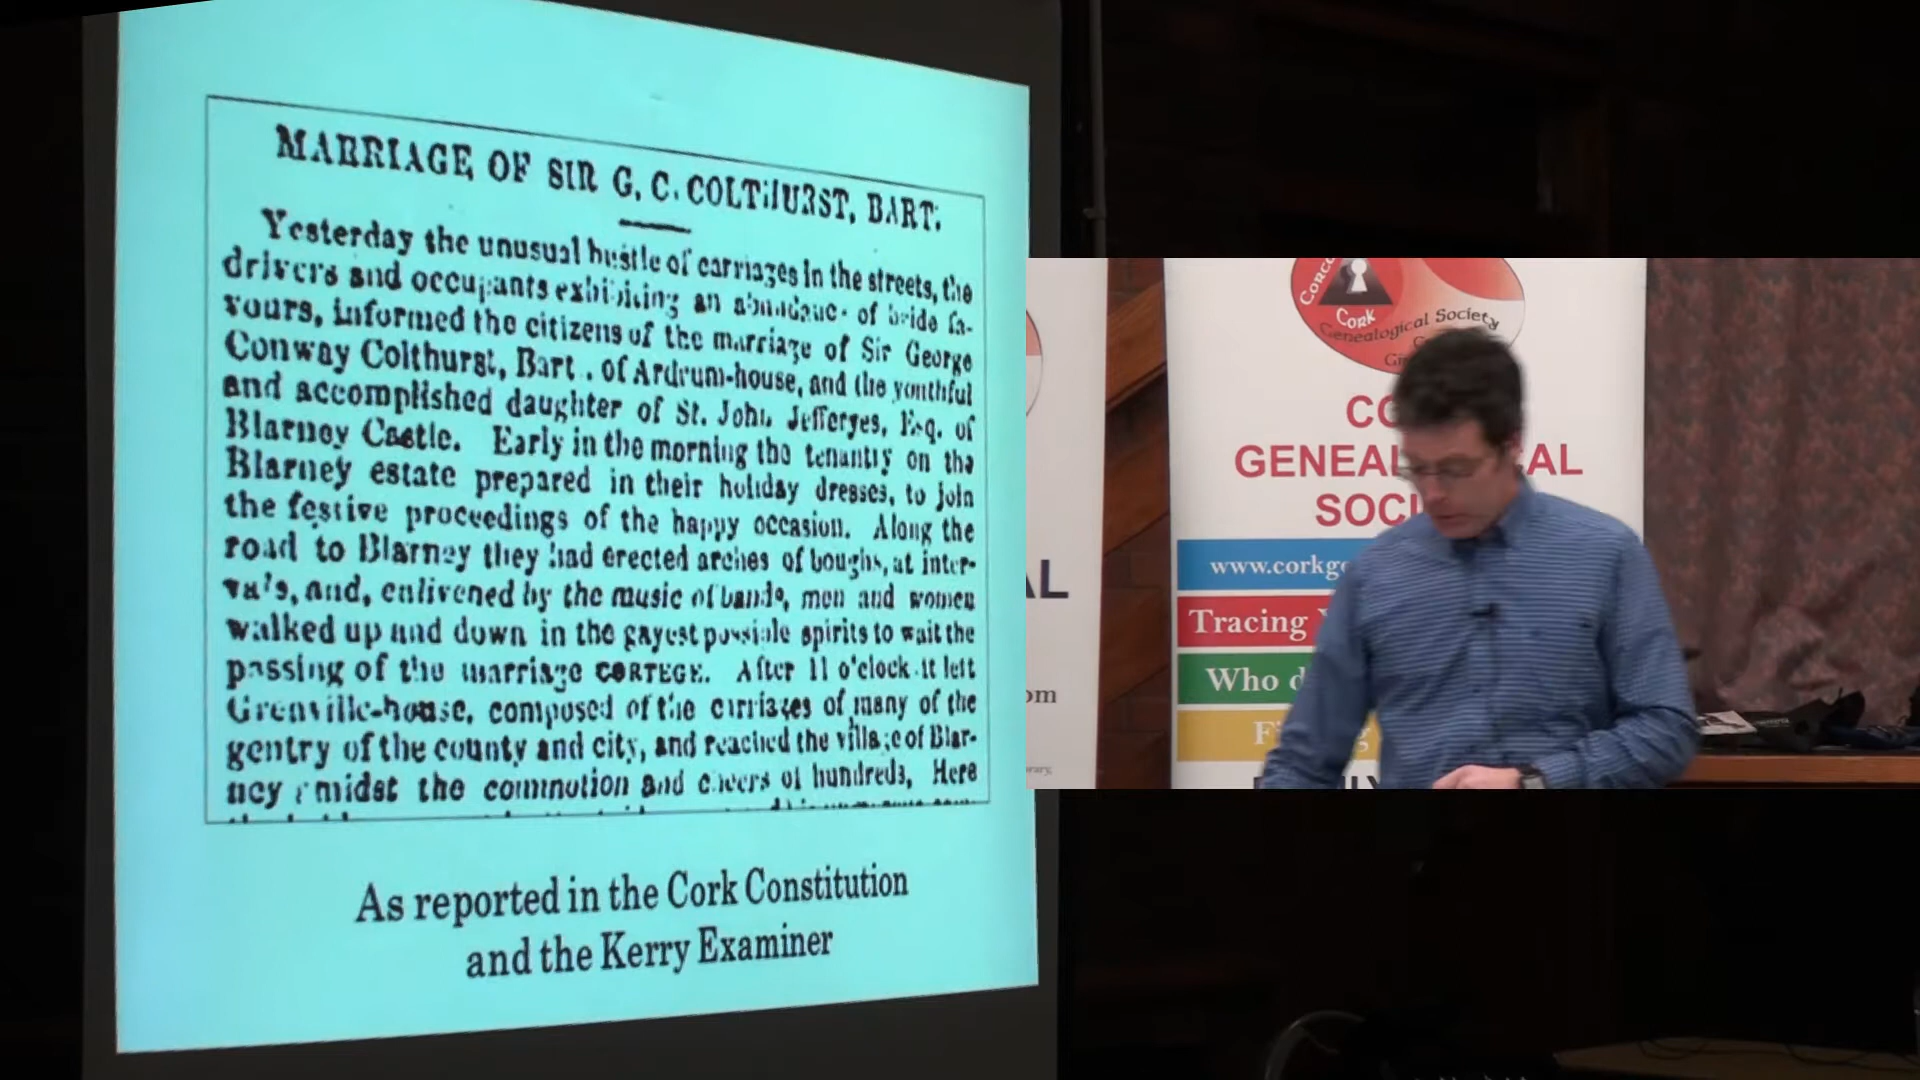 MARRIAGE OF SIR G. C. COLTHURST, BART.
Yesterday the unusual bustle of carriages in the streets, the
drivers and occupants exhibiting an abundance of bride fa-
vours, informed the citizens of the marriage of Sir George
Conway Colthurst, Bart., of Ardrum-house, and the youthful
and accomplished daughter of St. John Jefferyes, Esq. of
Blarney Castle. Early in the morning the tenantry on the
Blarney estate prepared in their holiday dresses, to join
the festive proceedings of the happy occasion. Along the
road to Blarney they had erected arches of boughs, at inter-
vals, and, enlivened by the music of bands, men and women
walked up and down in the gayest possible spirits to wait the
passing of the marriage CORTEGE. After 11 o'clock it left
Grenville-house, composed of the carriages of many of the
gentry of the county and city, and reached the village of Blar-
ney amidst the commotion and cheers of hundreds. Here
As reported in the Cork Constitution
and the Kerry Examiner
Cork
Genealogical Society
GENEAL AL
SOCI
www.corkge
Tracing
Who d
AL
om